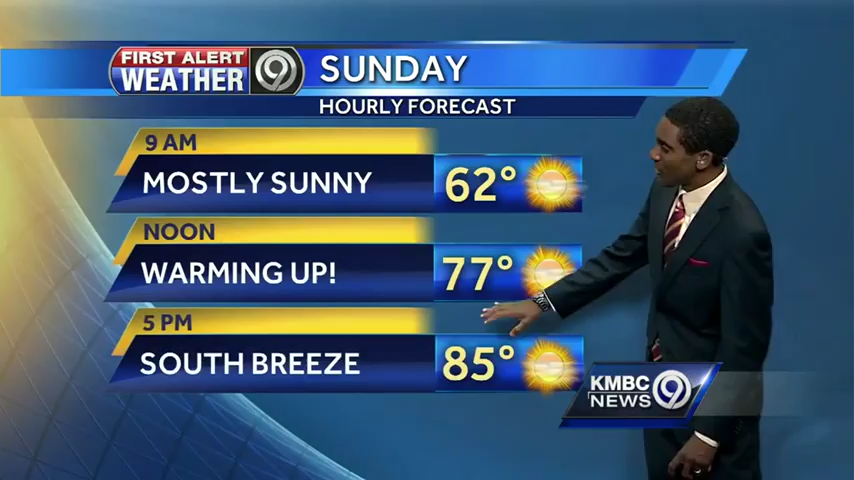 FIRST ALERT
WEATHER 9
SUNDAY
HOURLY FORECAST
9 AM
MOSTLY SUNNY 62°
NOON
WARMING UP! 77°
5 PM
SOUTH BREEZE 85°
KMBC 9
NEWS